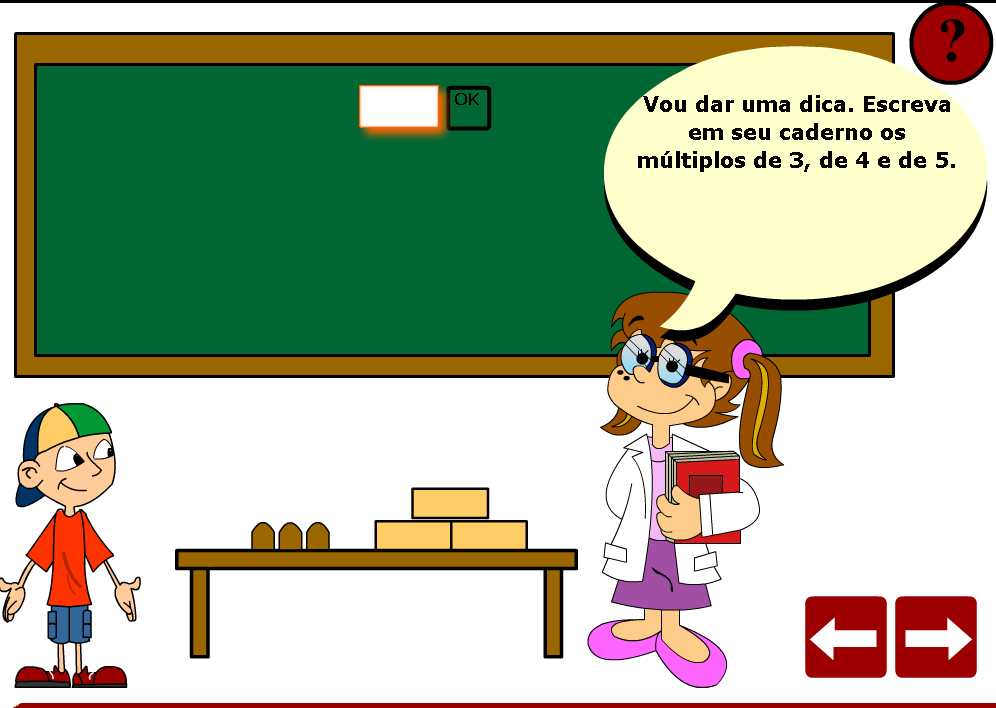 ?
OK
Vou dar uma dica. Escreva
em seu caderno os
múltiplos de 3, de 4 e de 5.